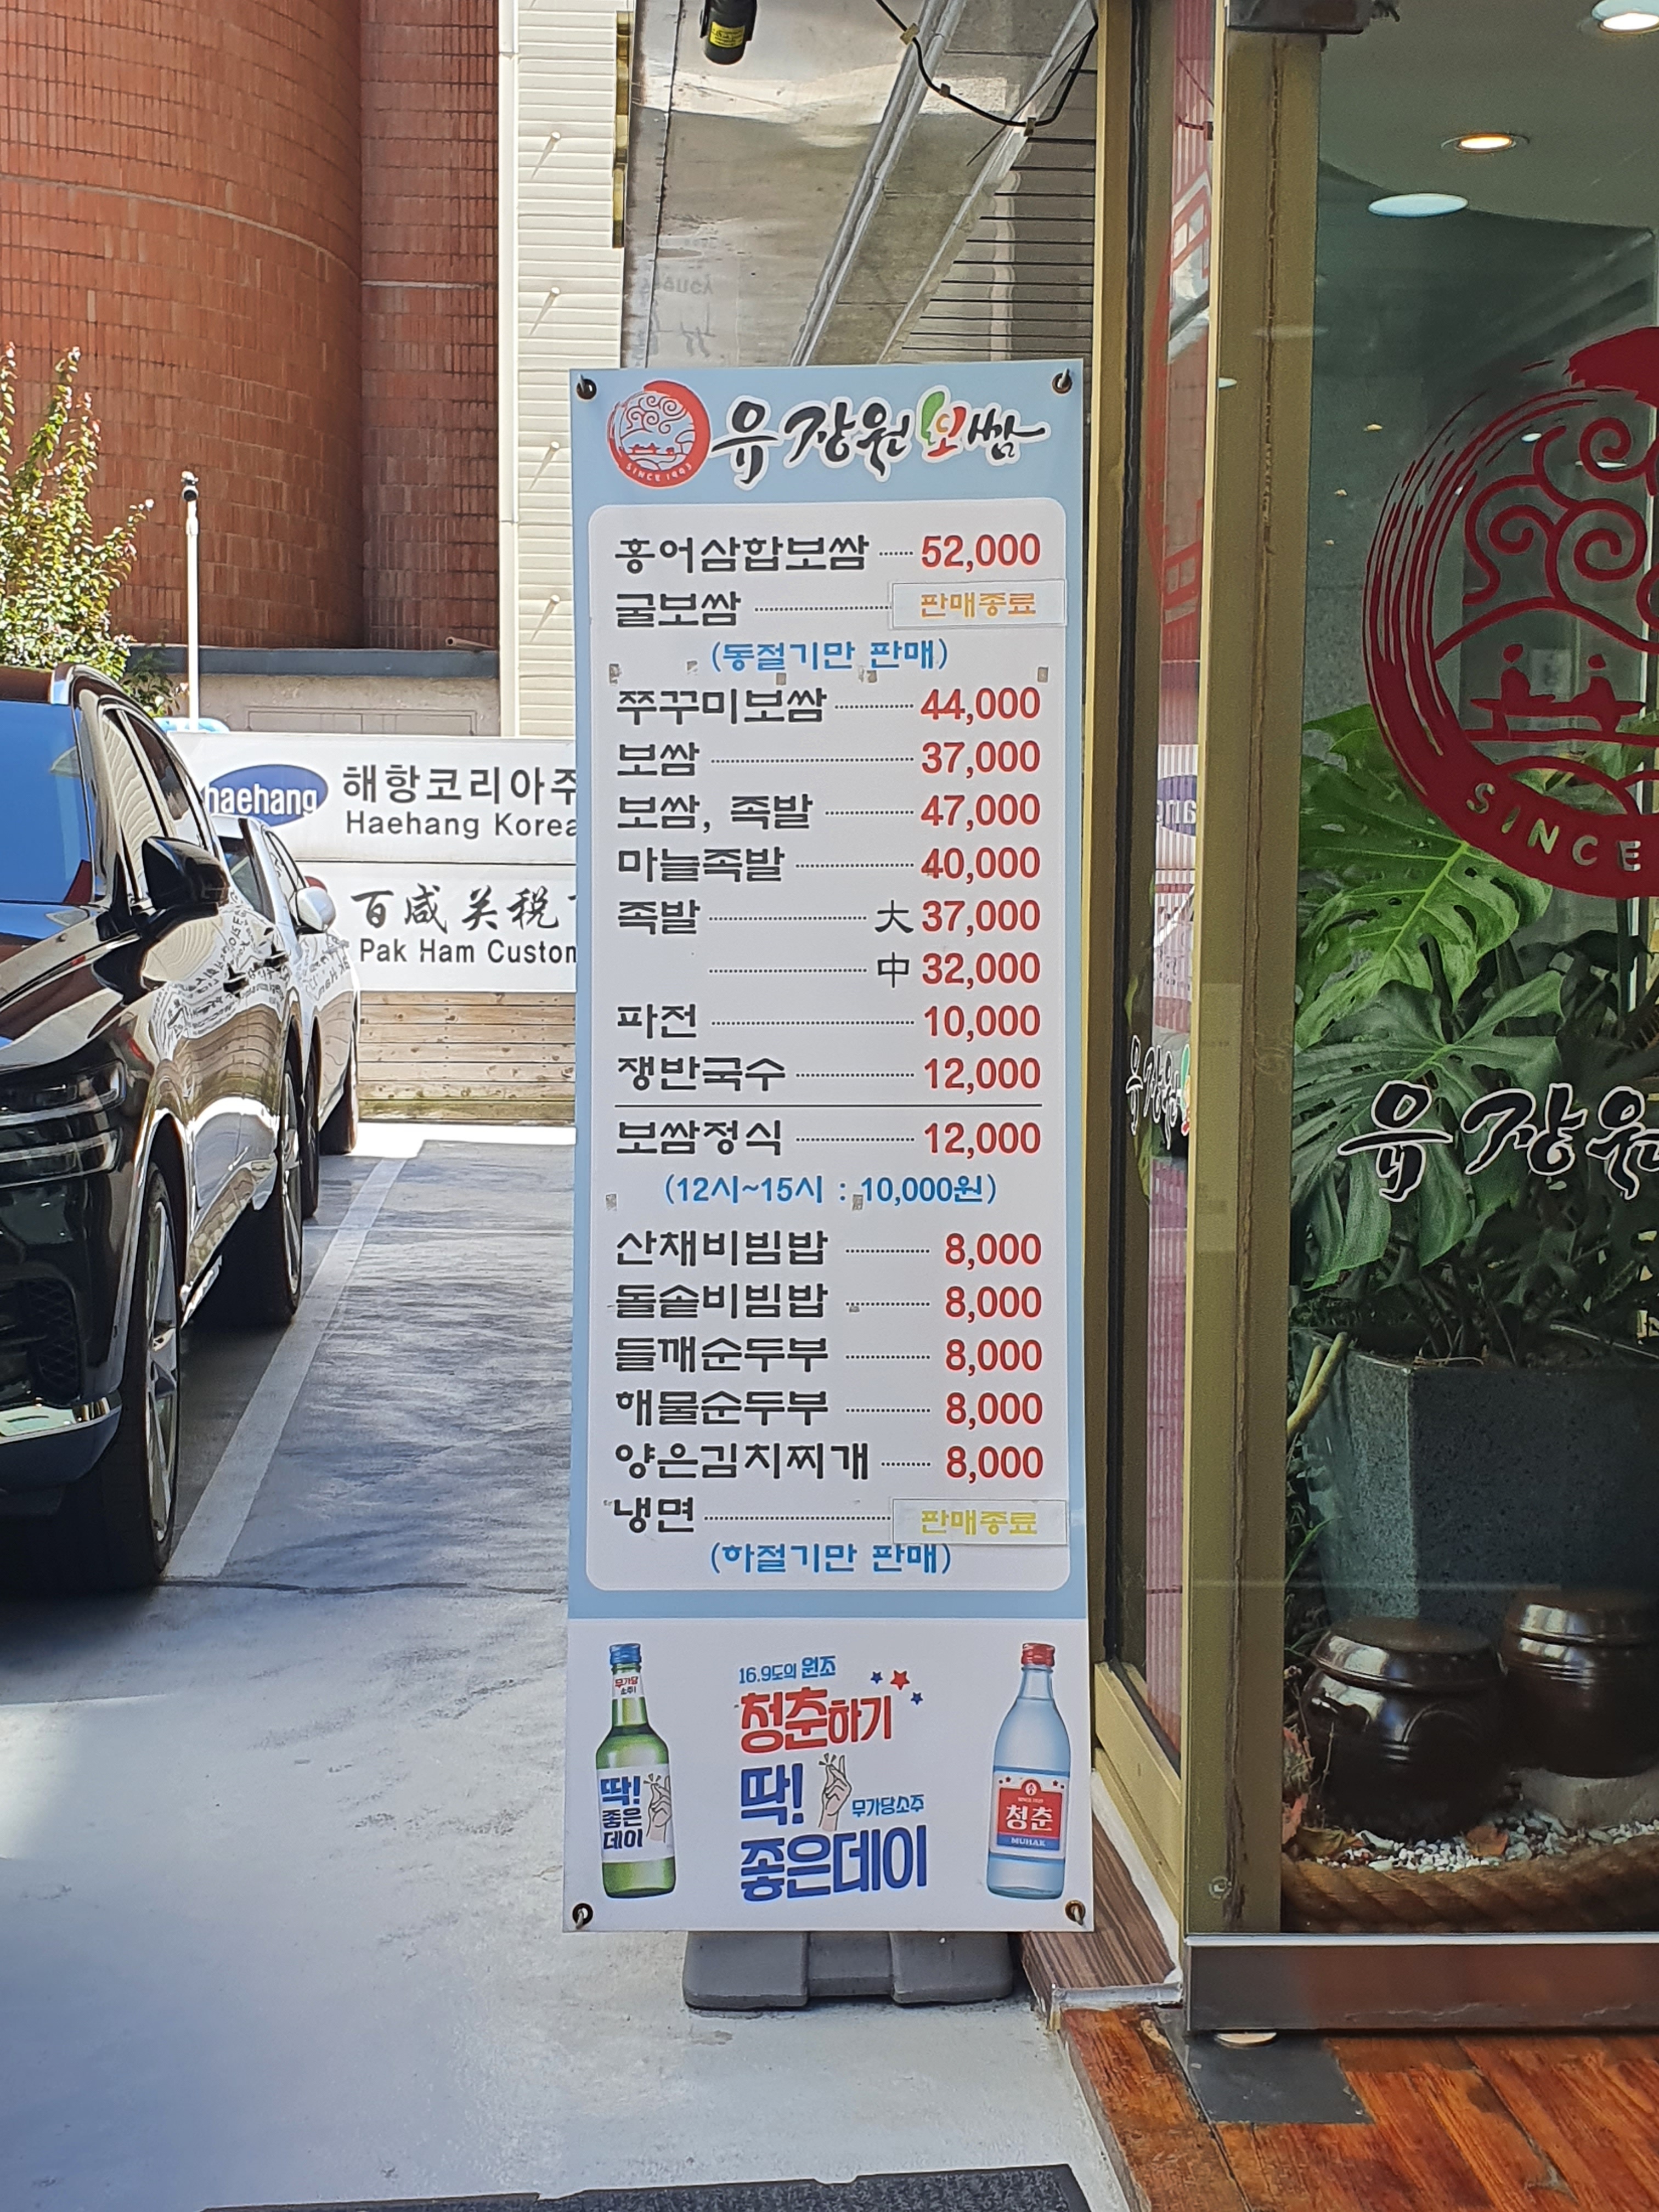 유장원보쌈
SINCE 1993
홍어삼합보쌈 52,000
굴보쌈 판매종료
(동절기만 판매)
쭈꾸미보쌈 44,000
보쌈 37,000
보쌈, 족발 47,000
마늘족발 40,000
족발 大 37,000
中 32,000
파전 10,000
쟁반국수 12,000
보쌈정식 12,000
(12시~15시 : 10,000원)
산채비빔밥 8,000
돌솥비빔밥 8,000
들깨순두부 8,000
해물순두부 8,000
양은김치찌개 8,000
냉면 판매종료
(하절기만 판매)
16.9도의 원조
청춘하기
딱!
무가당소주
좋은데이
무가당
소주!
딱!
좋은
데이
청춘
MUHAK
haehang 해항코리아주
Haehang Korea
百咸关税
Pak Ham Custom
SINCE
유장원
유장원